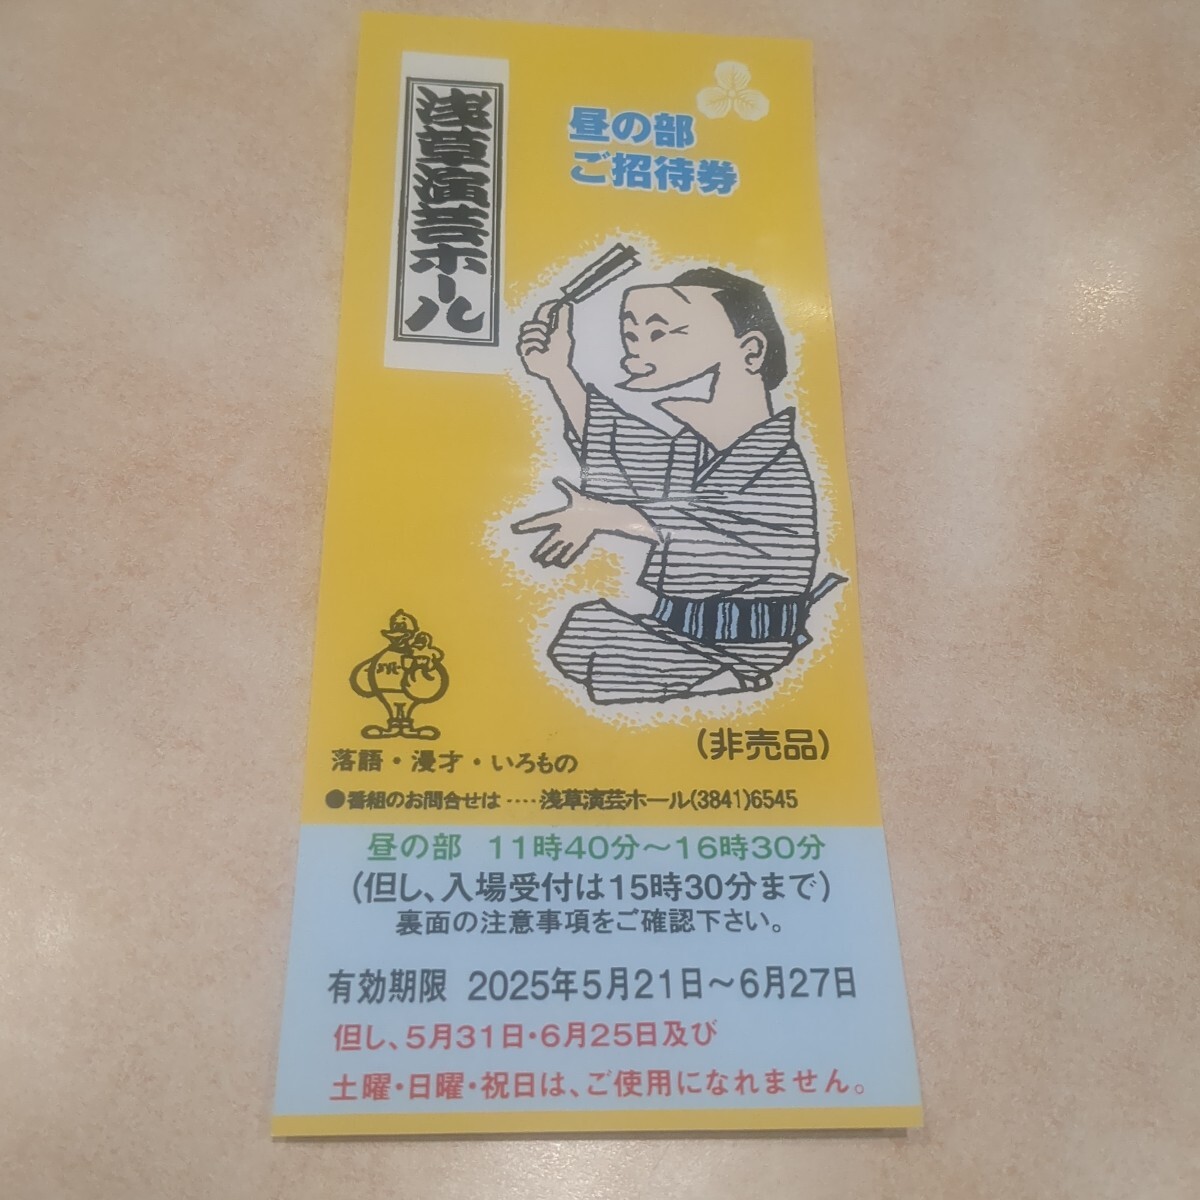 浅草演芸ホール
昼の部
ご招待券
(非売品)
落語・漫才・いろもの
●番組のお問合せは‥‥浅草演芸ホール(3841)6545
昼の部 11時40分～16時30分
(但し、入場受付は15時30分まで)
裏面の注意事項をご確認下さい。
有効期限 2025年5月21日～6月27日
但し、5月31日・6月25日及び
土曜・日曜・祝日は、ご使用になれません。